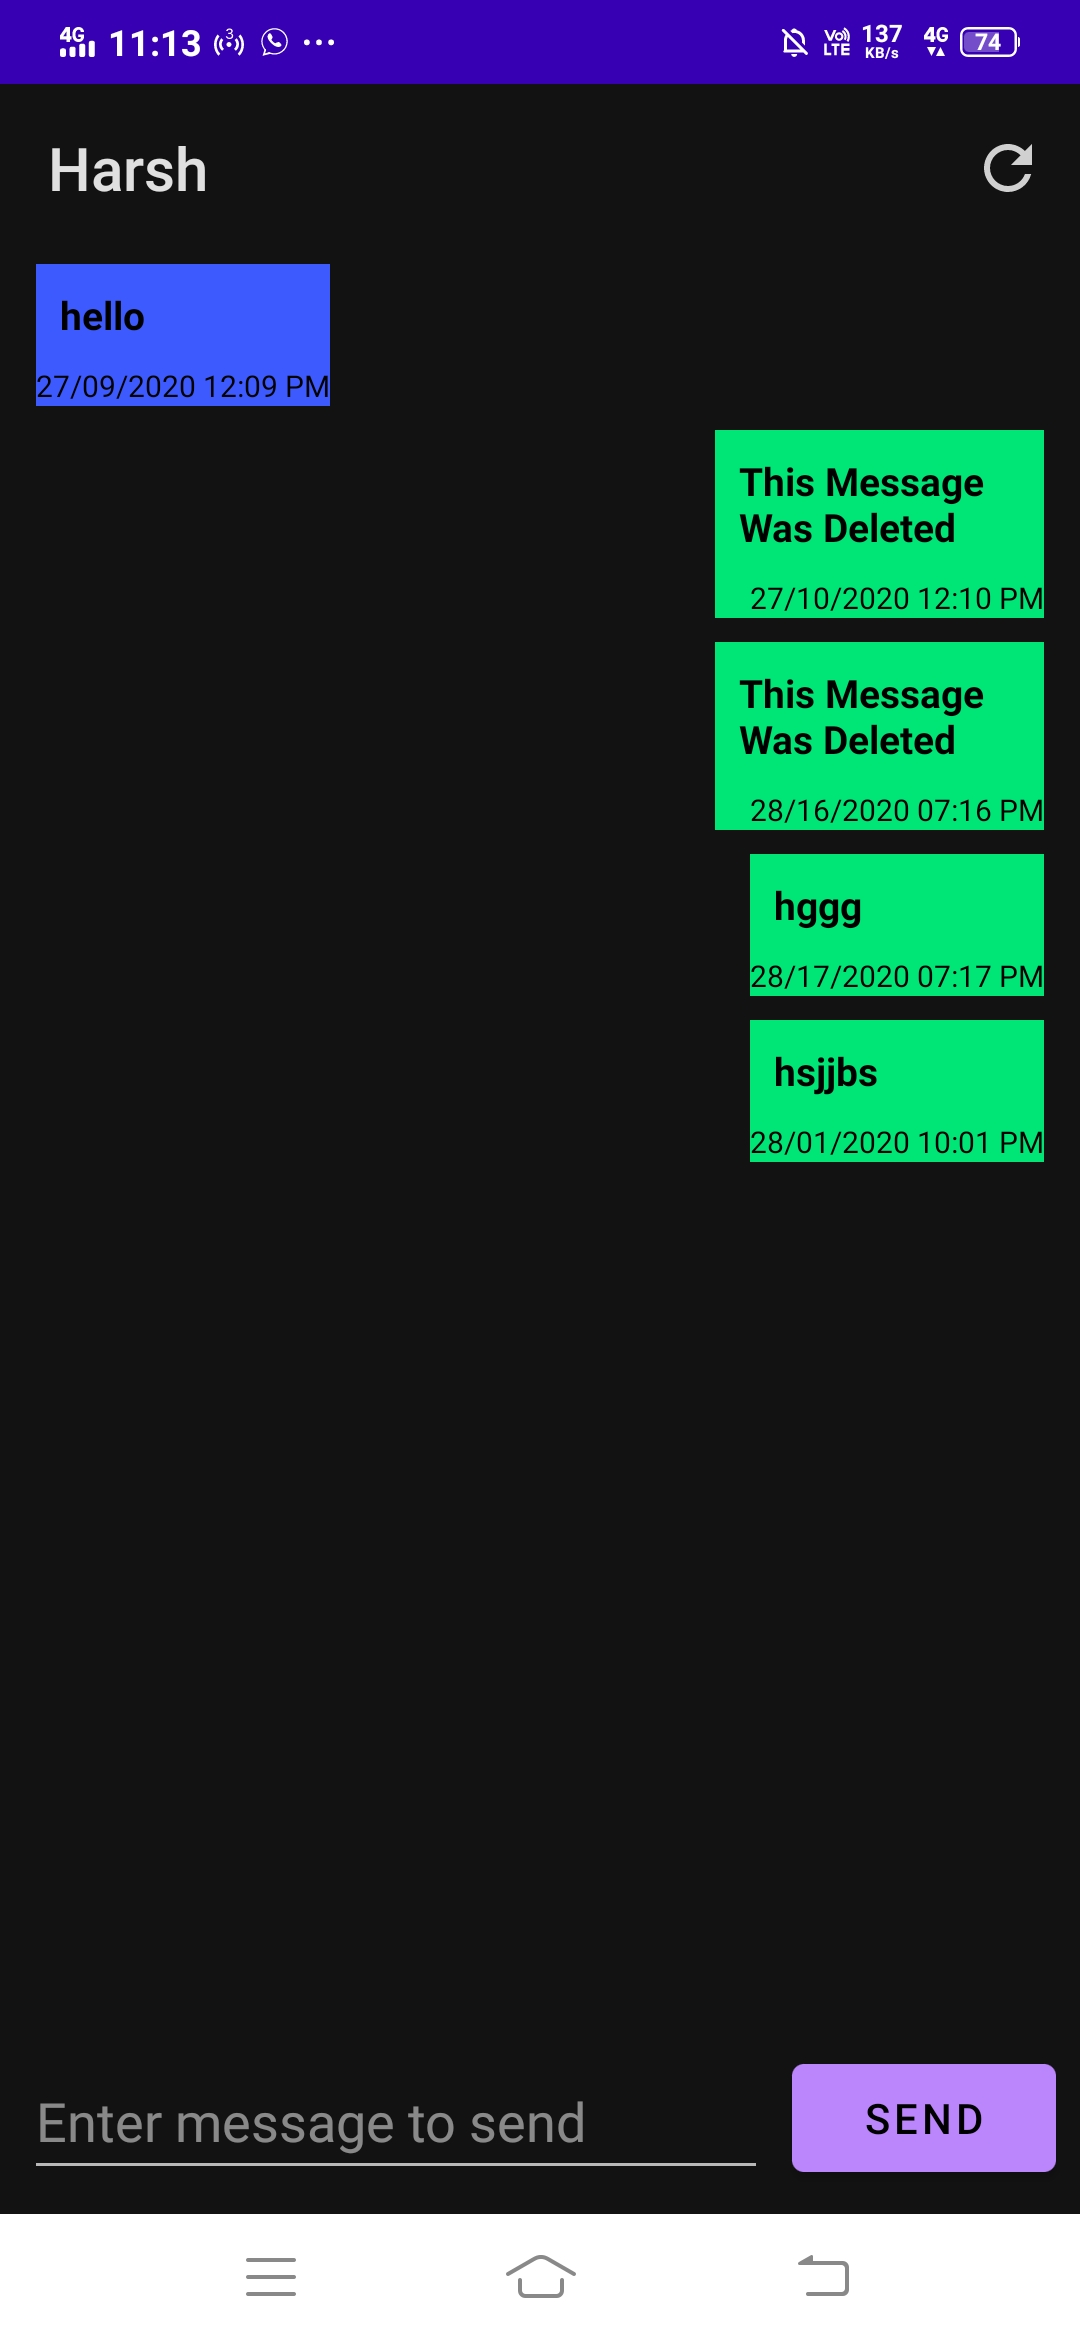 4G 11:13 3 ... Vo) LTE 137 KB/s 4G 74
Harsh
hello
27/09/2020 12:09 PM
This Message
Was Deleted
27/10/2020 12:10 PM
This Message
Was Deleted
28/16/2020 07:16 PM
hggg
28/17/2020 07:17 PM
hsjjbs
28/01/2020 10:01 PM
Enter message to send
SEND